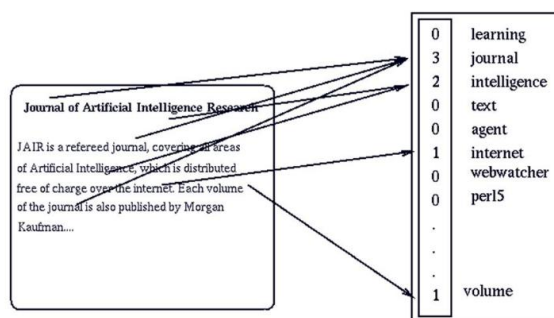 Journal of Artificial Intelligence Research
JAIR is a refereed journal, covering all areas
of Artificial Intelligence, which is distributed
free of charge over the internet. Each volume
of the journal is also published by Morgan
Kaufman....
0 learning
3 journal
2 intelligence
0 text
0 agent
1 internet
0 webwatcher
0 perl5
.
.
.
1 volume